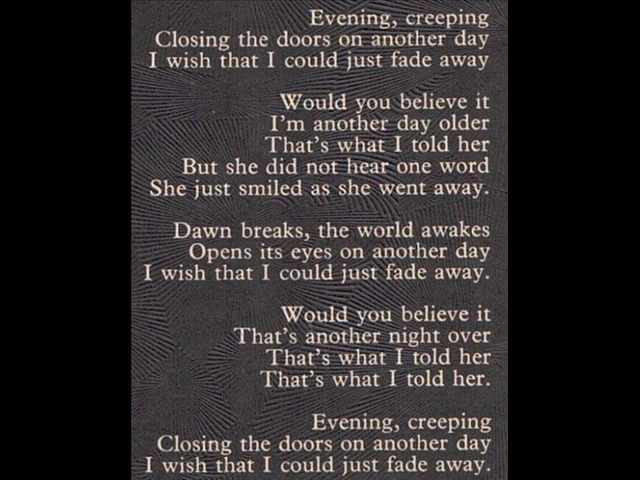 Evening, creeping
Closing the doors on another day
I wish that I could just fade away
Would you believe it
I'm another day older
That's what I told her
But she did not hear one word
She just smiled as she went away.
Dawn breaks, the world awakes
Opens its eyes on another day
I wish that I could just fade away.
Would you believe it
That's another night over
That's what I told her
That's what I told her.
Evening, creeping
Closing the doors on another day
I wish that I could just fade away.